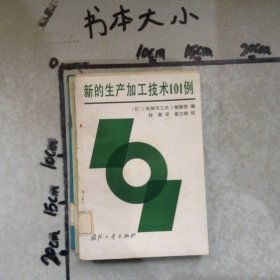 书本大小
10cm 15cm 20cm
新的生产加工技术101例
〔日〕《机械与工具》编辑部 编
10cm
15cm
20cm
国防工业出版社